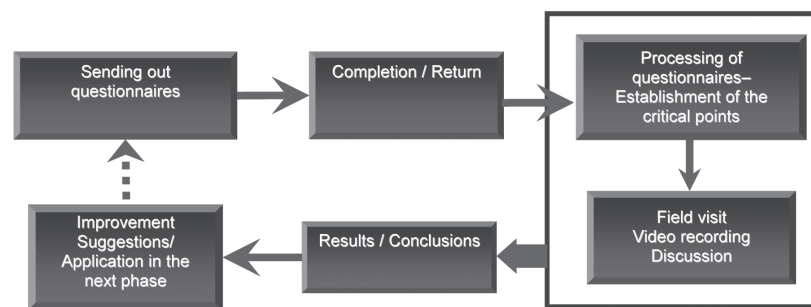 Sending out
questionnaires
Completion / Return
Processing of
questionnaires–
Establishment of the
critical points
Field visit
Video recording
Discussion
Results / Conclusions
Improvement
Suggestions/
Application in the
next phase